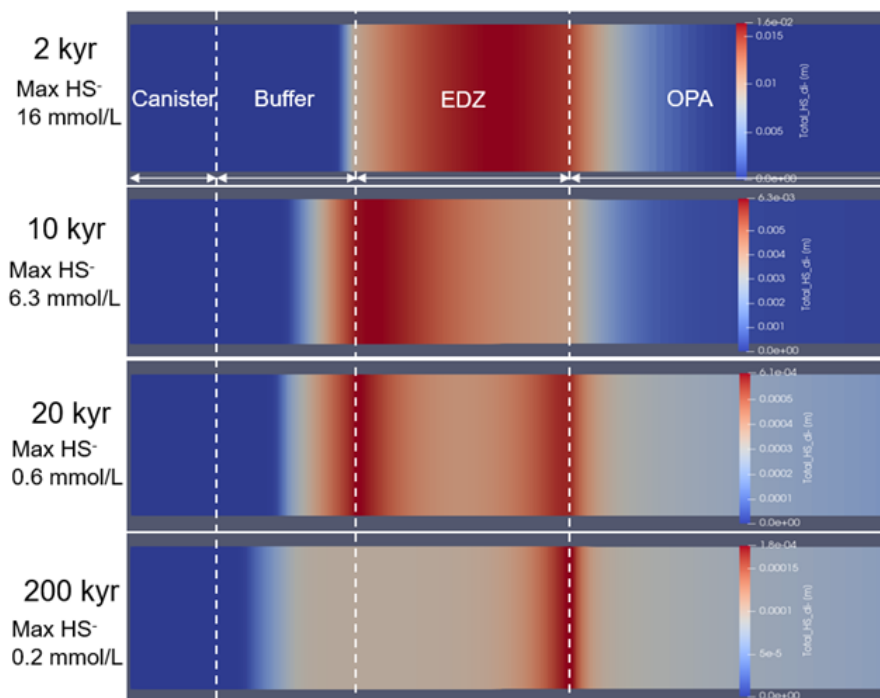 2 kyr
Max HS-
16 mmol/L
Canister
Buffer
EDZ
OPA
1.6e-02
0.015
0.01
0.005
0.0e+00
Total_HS_di- (m)
10 kyr
Max HS-
6.3 mmol/L
6.3e-03
0.005
0.004
0.003
0.002
0.001
0.0e+00
Total_HS_di- (m)
20 kyr
Max HS-
0.6 mmol/L
6.1e-04
0.0005
0.0004
0.0003
0.0002
0.0001
0.0e+00
Total_HS_di- (m)
200 kyr
Max HS-
0.2 mmol/L
1.8e-04
0.00015
0.0001
5e-5
0.0e+00
Total_HS_di- (m)